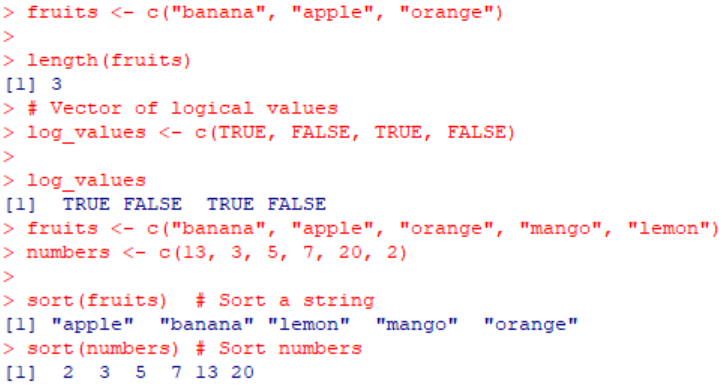 > fruits <- c("banana", "apple", "orange")
>
> length(fruits)
[1] 3
> # Vector of logical values
> log_values <- c(TRUE, FALSE, TRUE, FALSE)
>
> log_values
[1]  TRUE FALSE  TRUE FALSE
> fruits <- c("banana", "apple", "orange", "mango", "lemon")
> numbers <- c(13, 3, 5, 7, 20, 2)
>
> sort(fruits)  # Sort a string
[1] "apple"  "banana" "lemon"  "mango"  "orange"
> sort(numbers) # Sort numbers
[1]  2  3  5  7 13 20